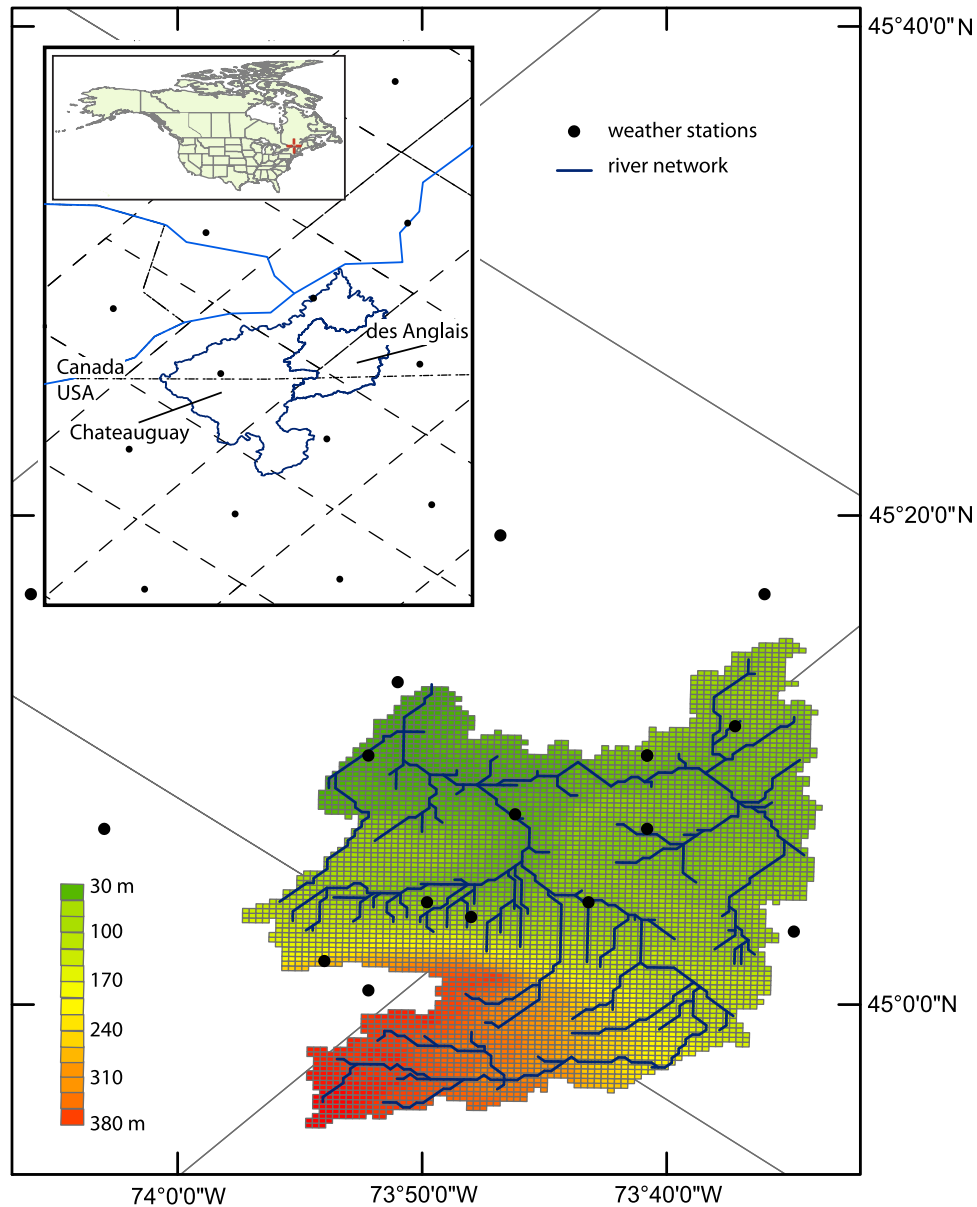 45°40'0"N
weather stations
river network
des Anglais
Canada
USA
Chateauguay
45°20'0"N
30 m
100
170
240
310
380 m
45°0'0"N
74°0'0"W
73°50'0"W
73°40'0"W